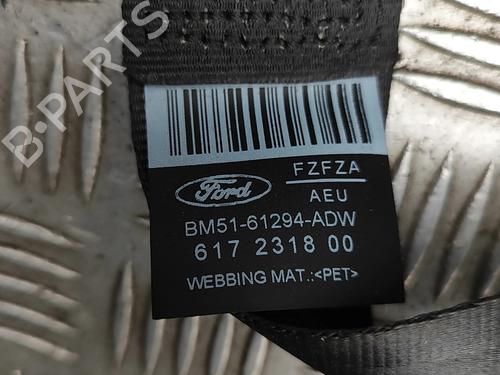 B-PARTS
Ford
FZFZA
AEU
BM51-61294-ADW
617 2318 00
WEBBING MAT.:<PET>